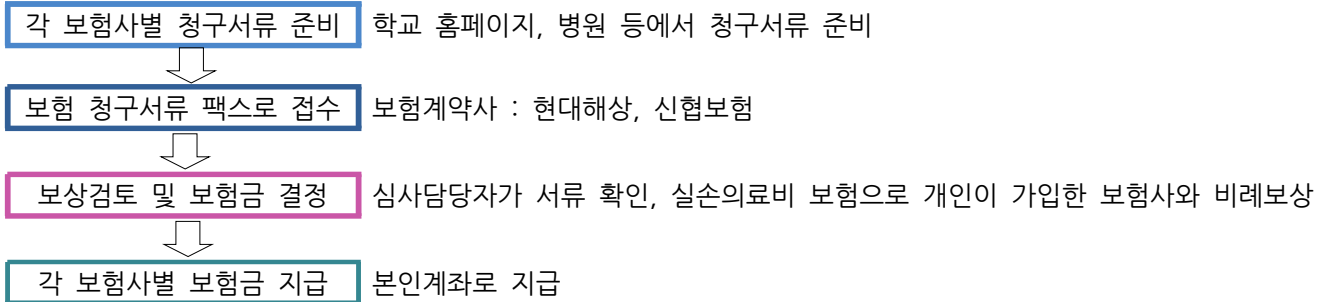 각 보험사별 청구서류 준비 학교 홈페이지, 병원 등에서 청구서류 준비
보험 청구서류 팩스로 접수 보험계약사 : 현대해상, 신협보험
보상검토 및 보험금 결정 심사담당자가 서류 확인, 실손의료비 보험으로 개인이 가입한 보험사와 비례보상
각 보험사별 보험금 지급 본인계좌로 지급